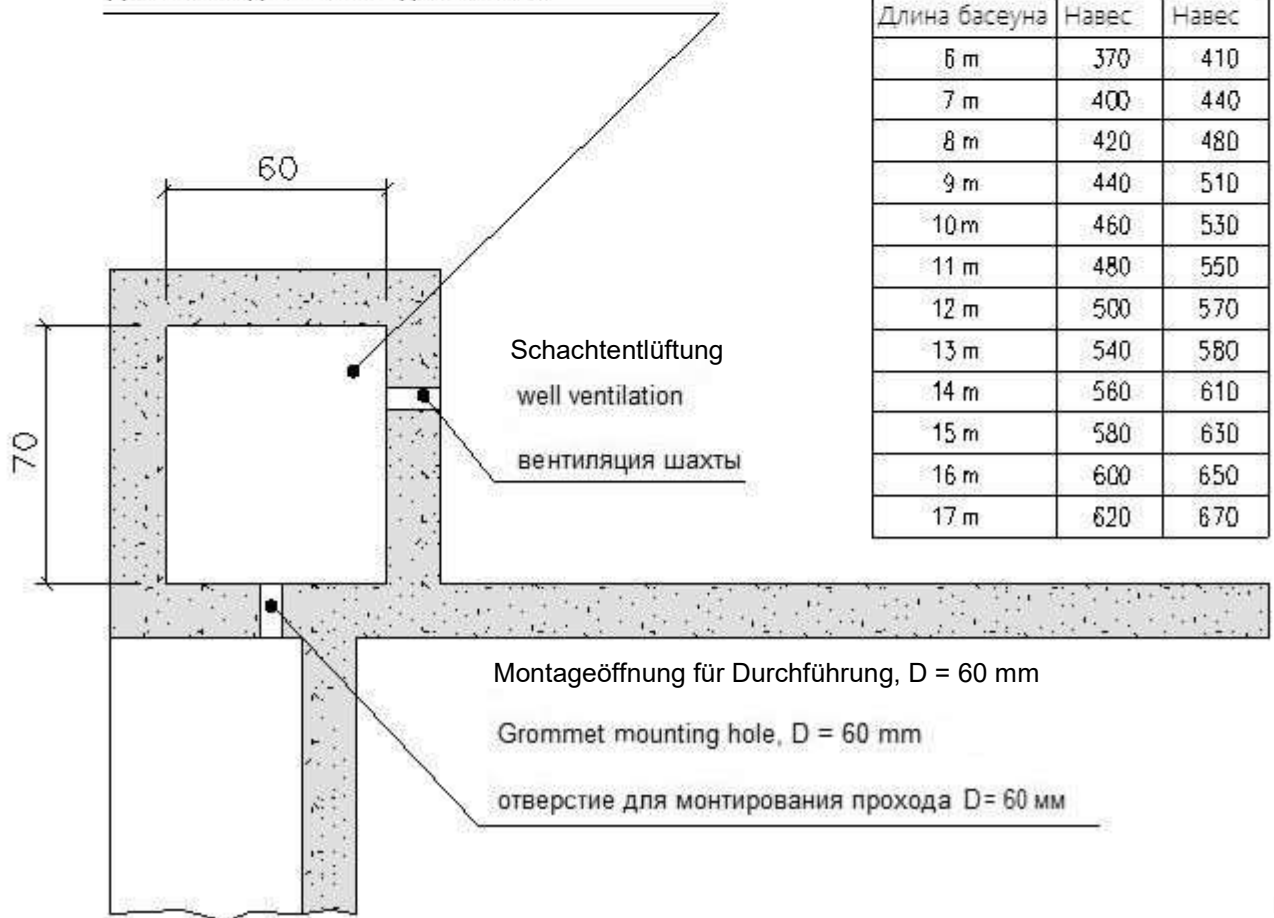 Длина басеуна Навес Навес
6 m 370 410
7 m 400 440
8 m 420 480
9 m 440 510
10 m 460 530
11 m 480 550
12 m 500 570
13 m 540 580
14 m 560 610
15 m 580 630
16 m 600 650
17 m 620 670
60
70
Schachtentlüftung
well ventilation
вентиляция шахты
Montageöffnung für Durchführung, D = 60 mm
Grommet mounting hole, D = 60 mm
отверстие для монтирования прохода D= 60 мм